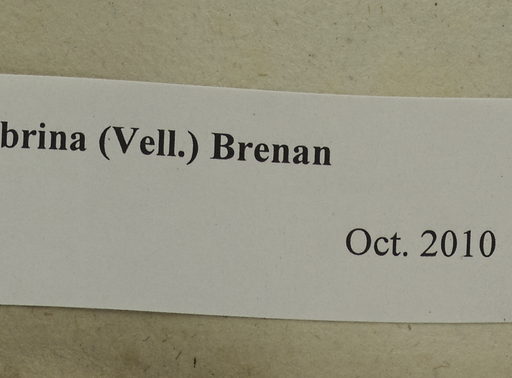 brina (Vell.) Brenan
Oct. 2010